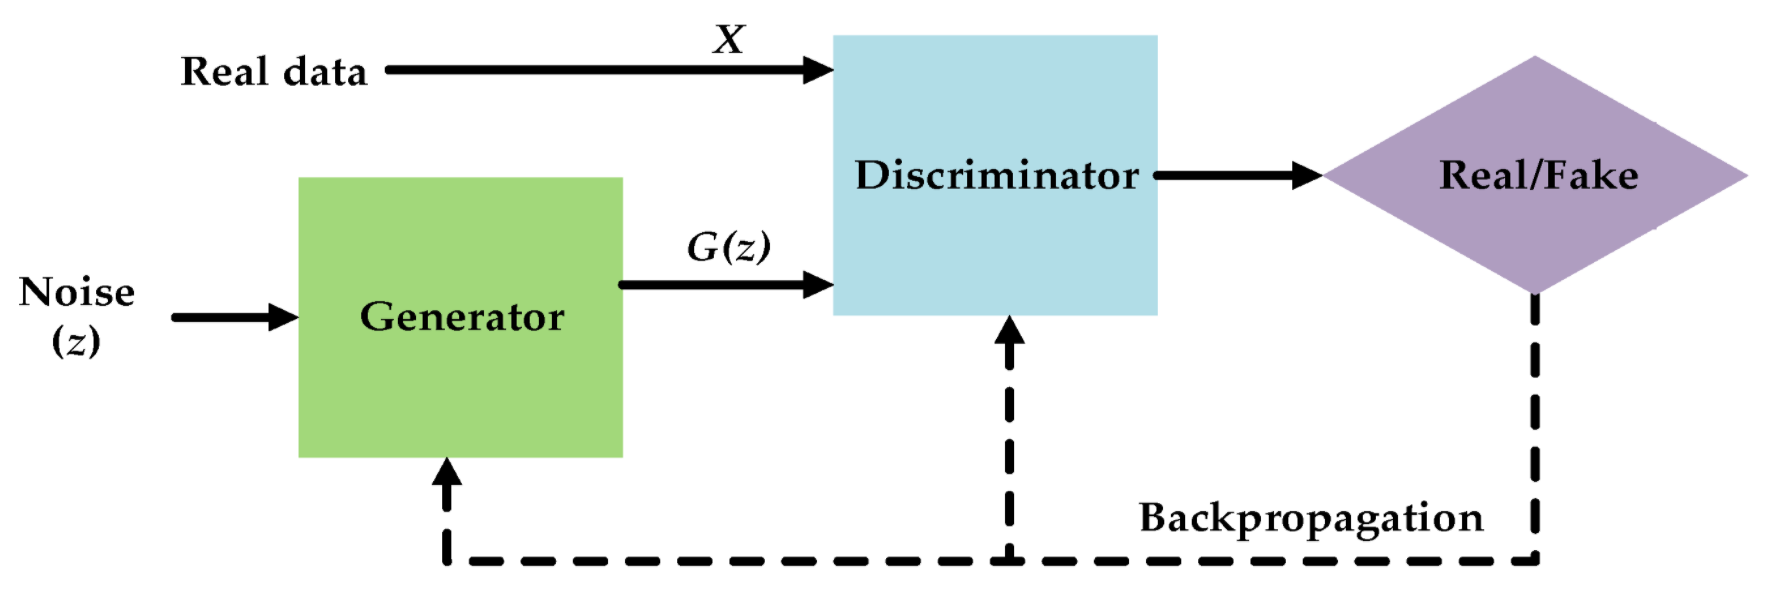 Real data
X
Discriminator
Real/Fake
G(z)
Noise
(z)
Generator
Backpropagation